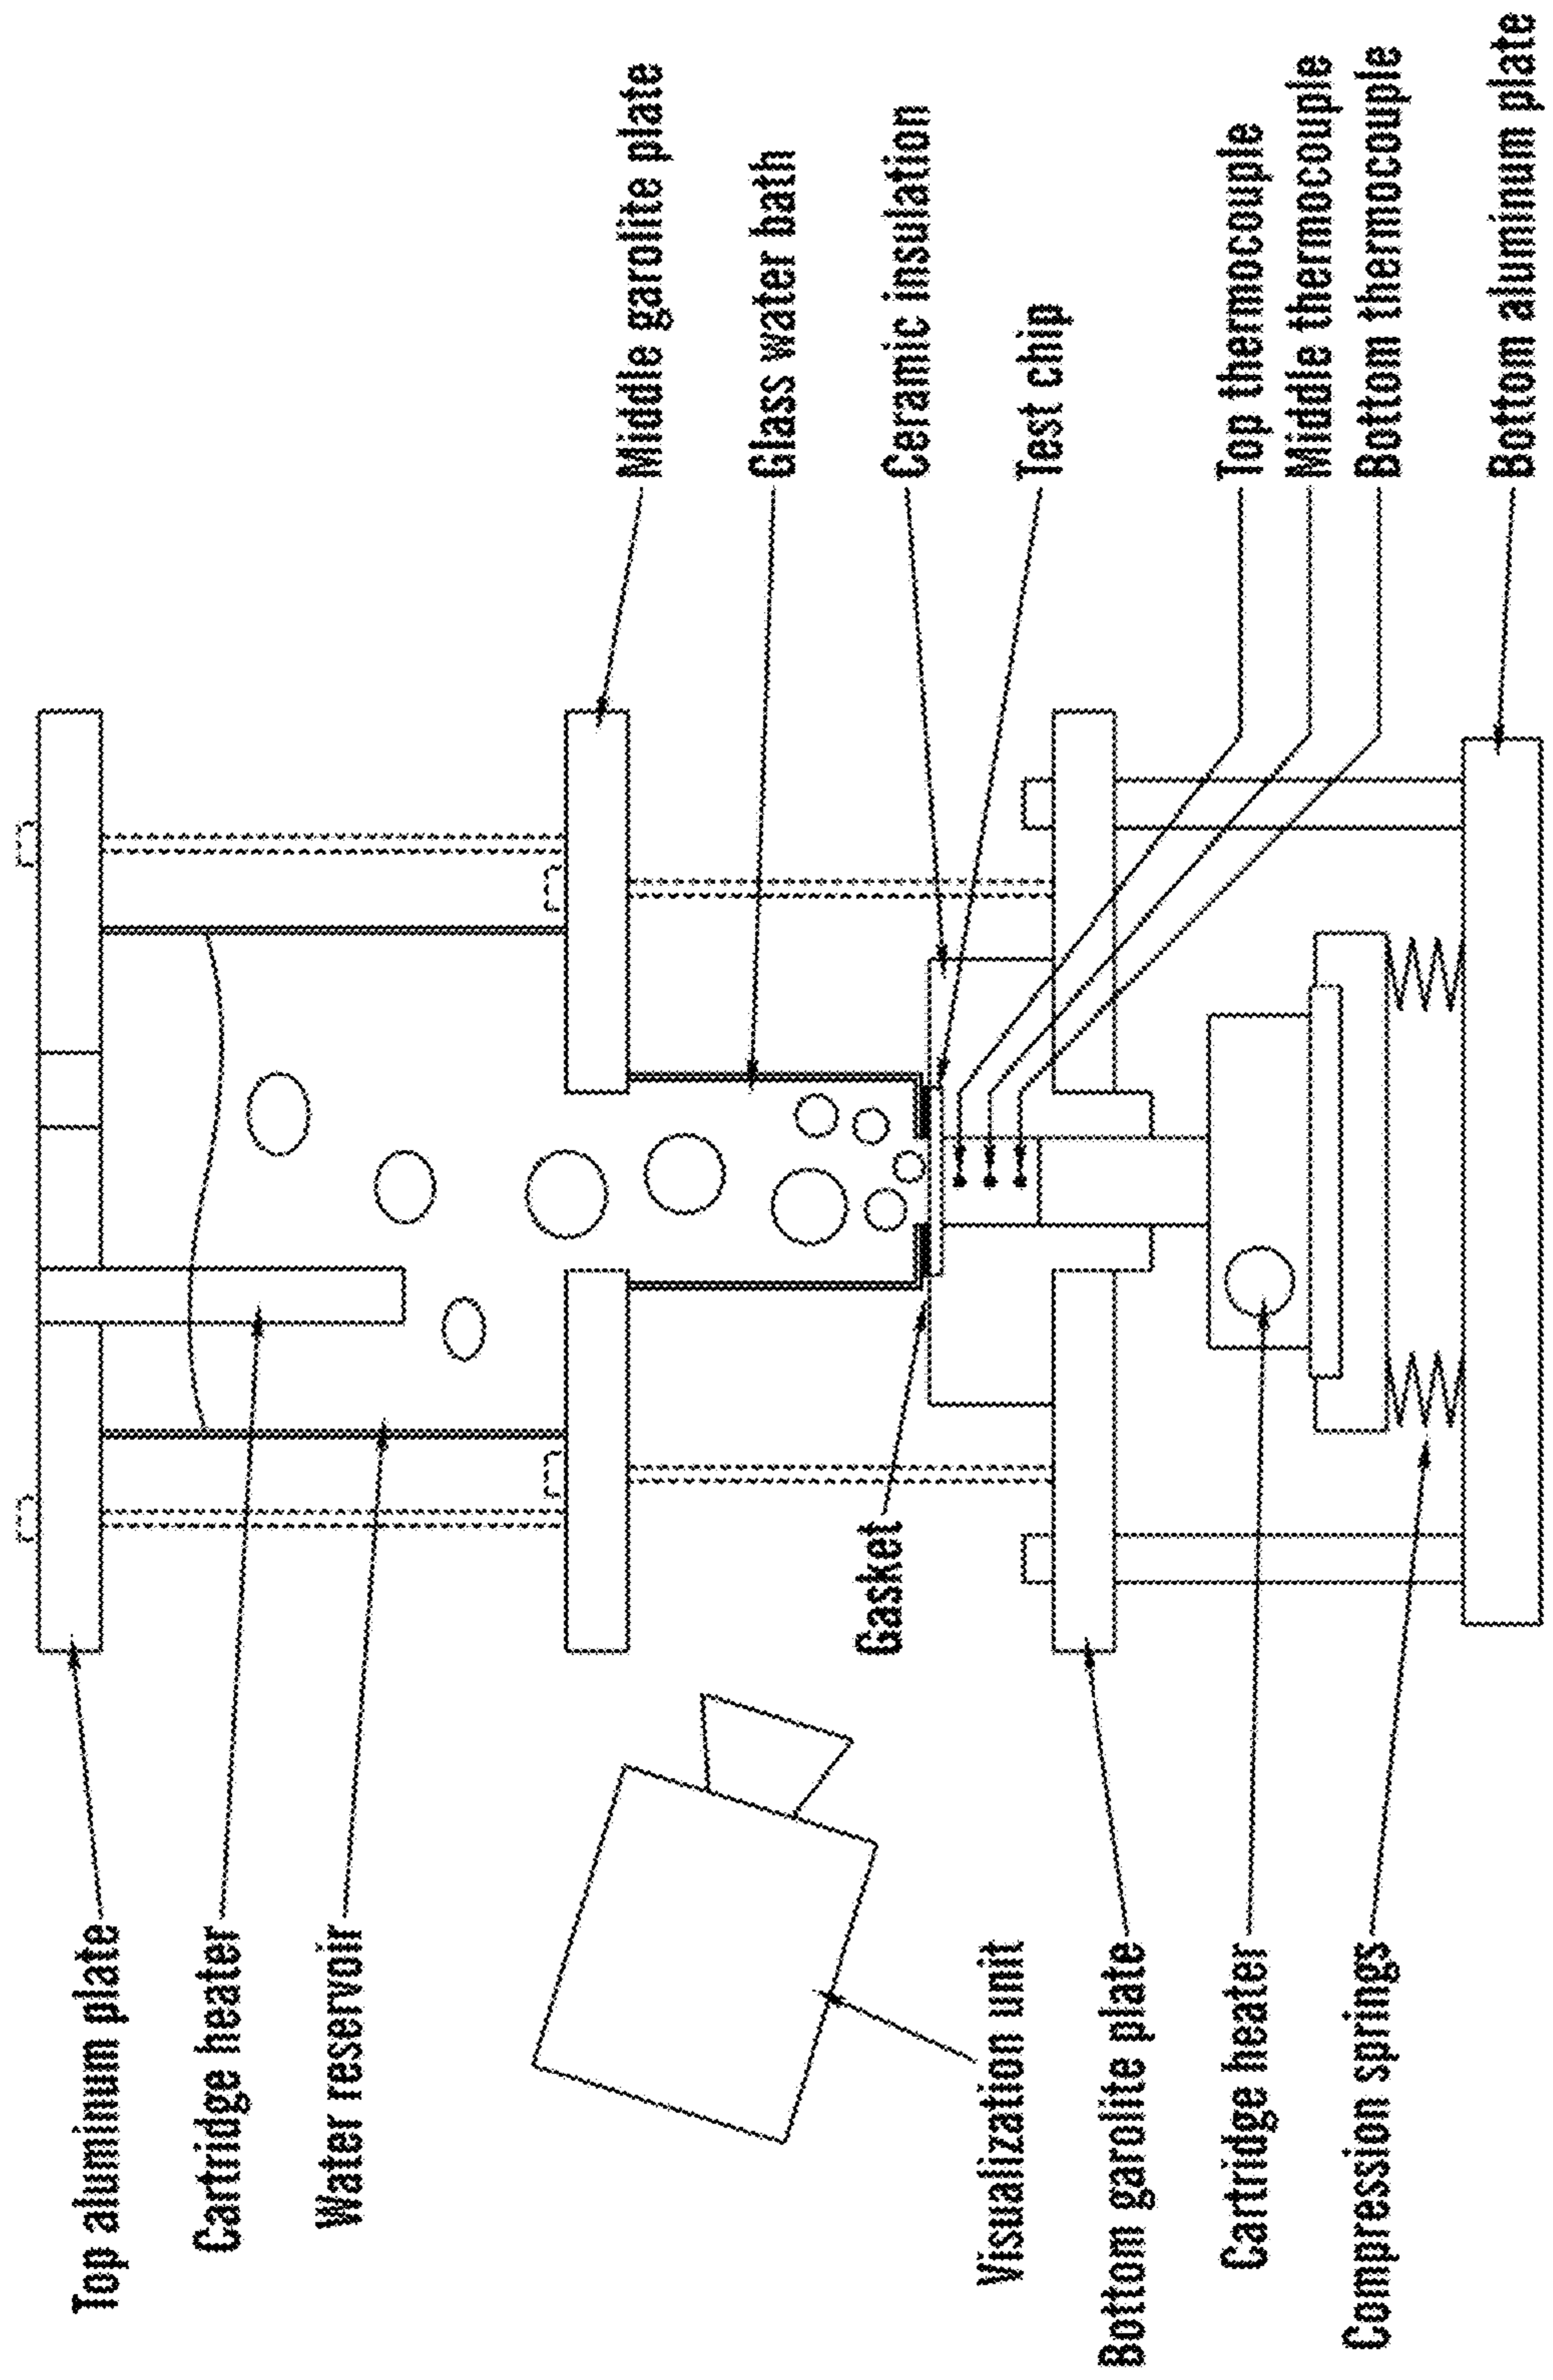 Top aluminum plate
Cartridge heater
Water reservoir
Visualization unit
Bottom garolite plate
Cartridge heater
Compression springs
Gasket
Middle garolite plate
Glass water bath
Ceramic insulation
Test chip
Top thermocouple
Middle thermocouple
Bottom thermocouple
Bottom aluminum plate